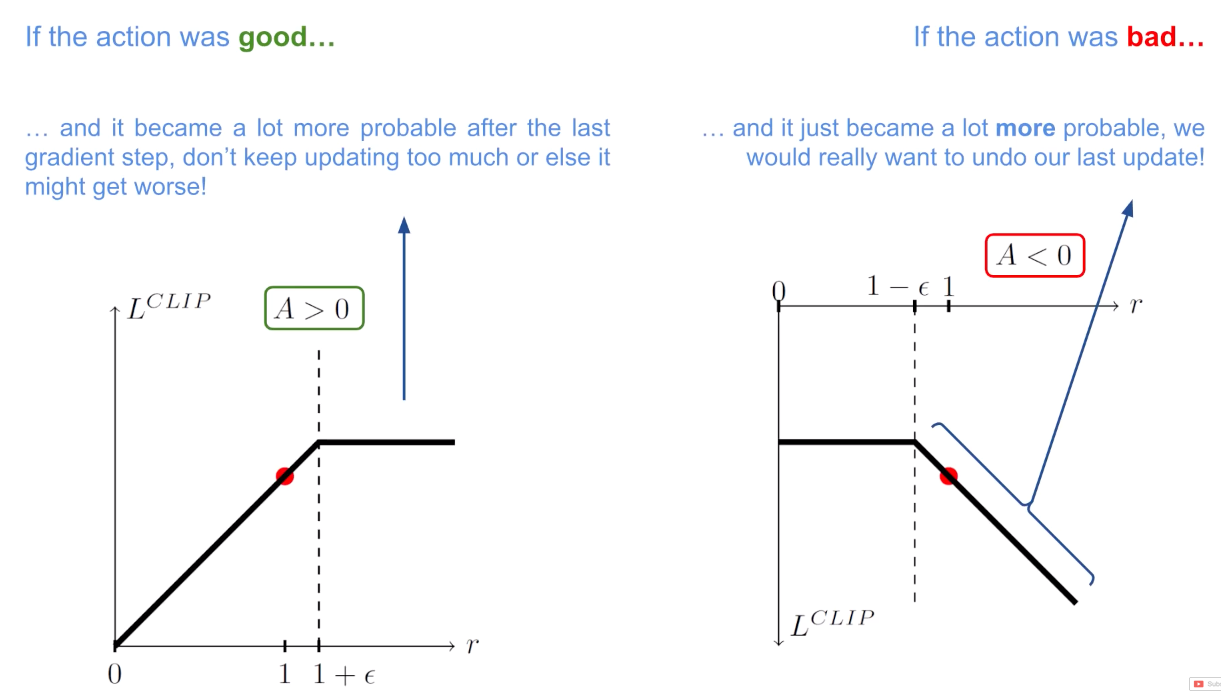 If the action was good…
If the action was bad…
… and it became a lot more probable after the last
gradient step, don’t keep updating too much or else it
might get worse!
… and it just became a lot more probable, we
would really want to undo our last update!
L^{CLIP}
A > 0
0
1
1 + ϵ
r
A < 0
0
1 − ϵ
1
r
L^{CLIP}